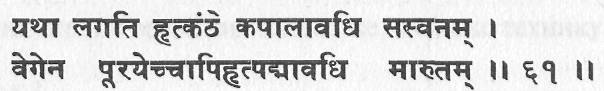 यथा लगति हृत्कंठं कपालावधि सस्वनम् ।
वेगेन पूरयेच्चापिहृत्पद्मावधि मारुतम् ।। ६१ ।।